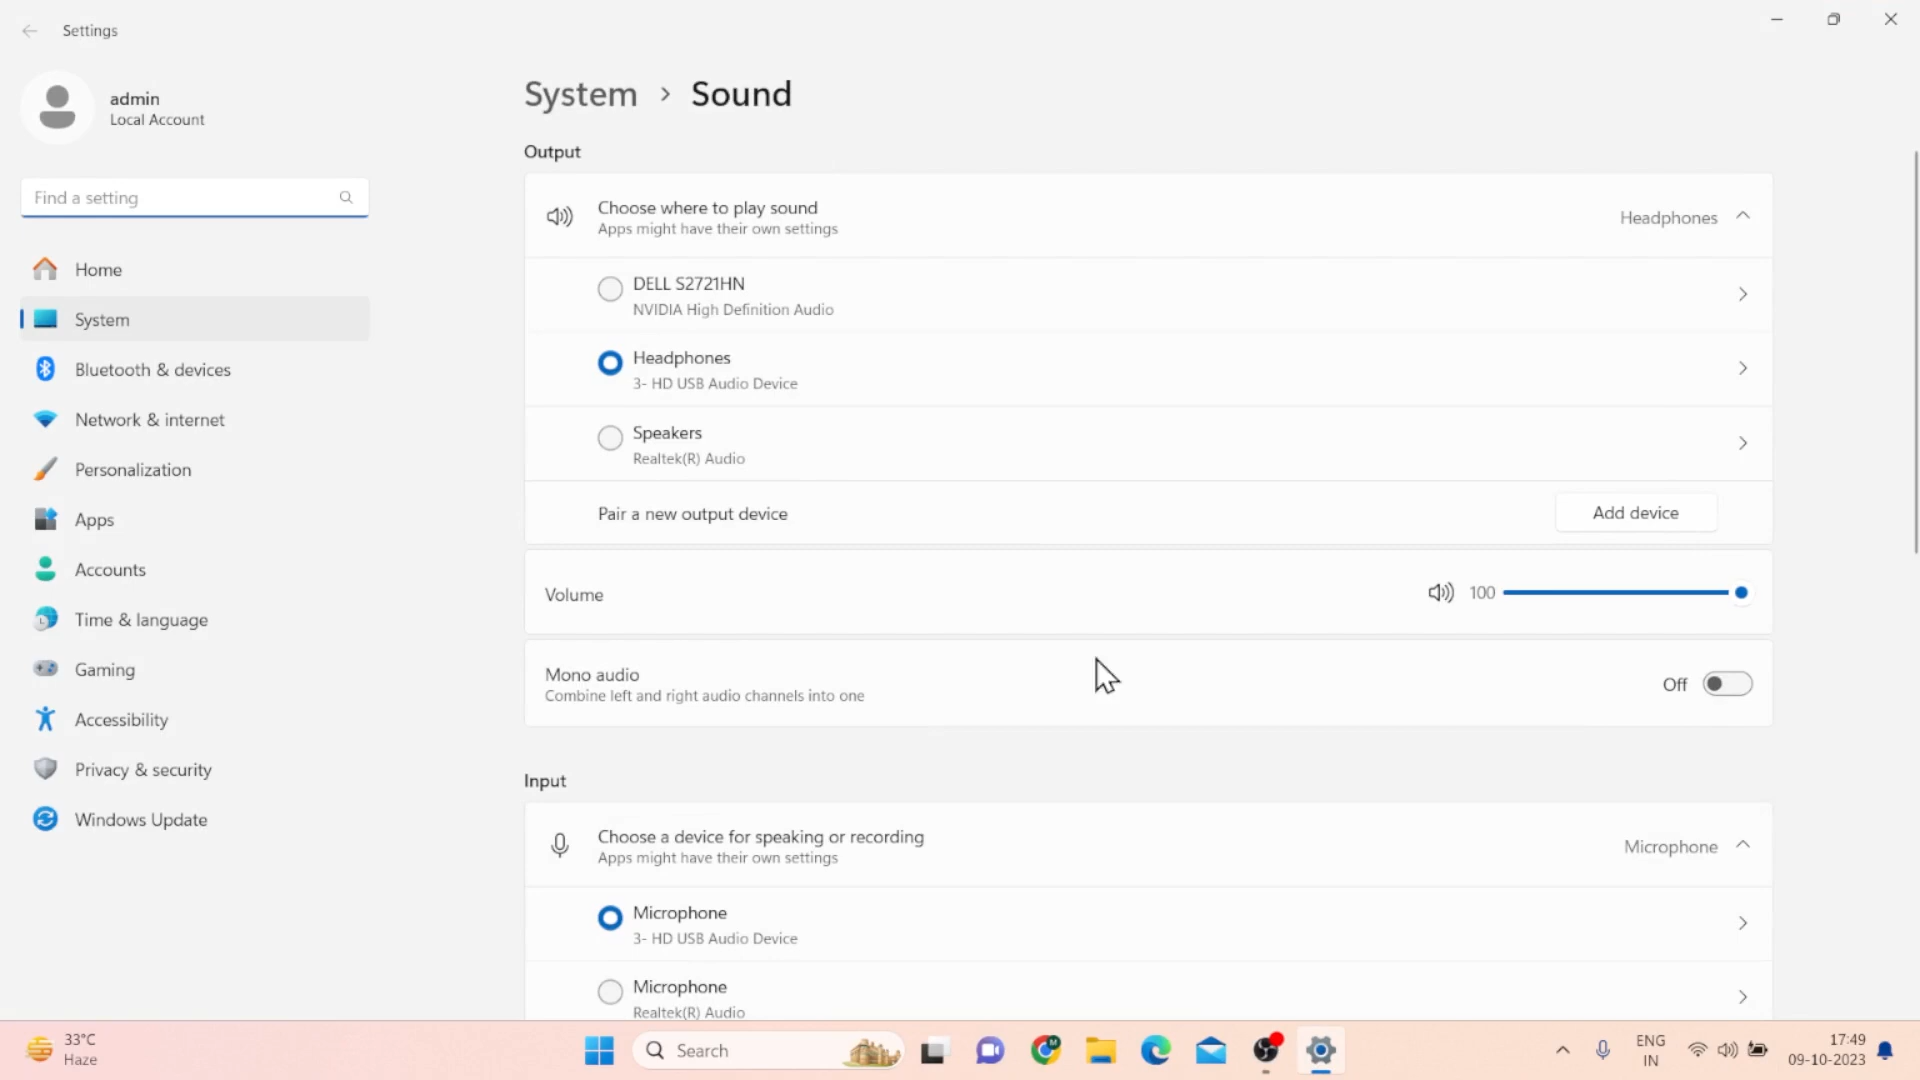 Settings
admin
Local Account
Find a setting
Home
System
Bluetooth & devices
Network & internet
Personalization
Apps
Accounts
Time & language
Gaming
Accessibility
Privacy & security
Windows Update
System > Sound
Output
Choose where to play sound
Apps might have their own settings
Headphones
DELL S2721HN
NVIDIA High Definition Audio
Headphones
3- HD USB Audio Device
Speakers
Realtek(R) Audio
Pair a new output device
Add device
Volume
100
Mono audio
Combine left and right audio channels into one
Off
Input
Choose a device for speaking or recording
Apps might have their own settings
Microphone
Microphone
3- HD USB Audio Device
Microphone
Realtek(R) Audio
33°C
Haze
Search
M
ENG
IN
17:49
09-10-2023